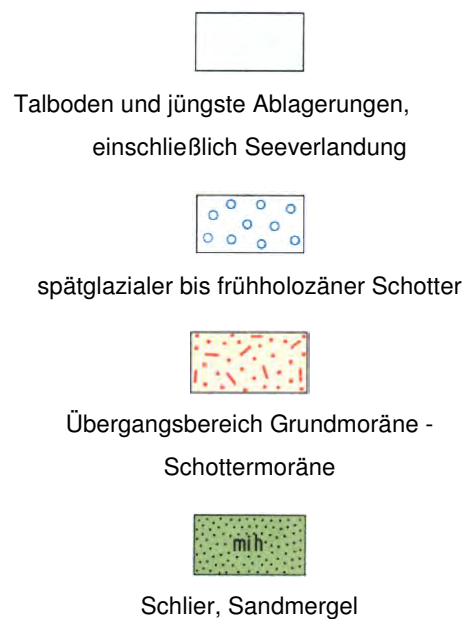 Talboden und jüngste Ablagerungen,
einschließlich Seeverlandung
spätglazialer bis frühholozäner Schotter
Übergangsbereich Grundmoräne -
Schottermoräne
mih
Schlier, Sandmergel